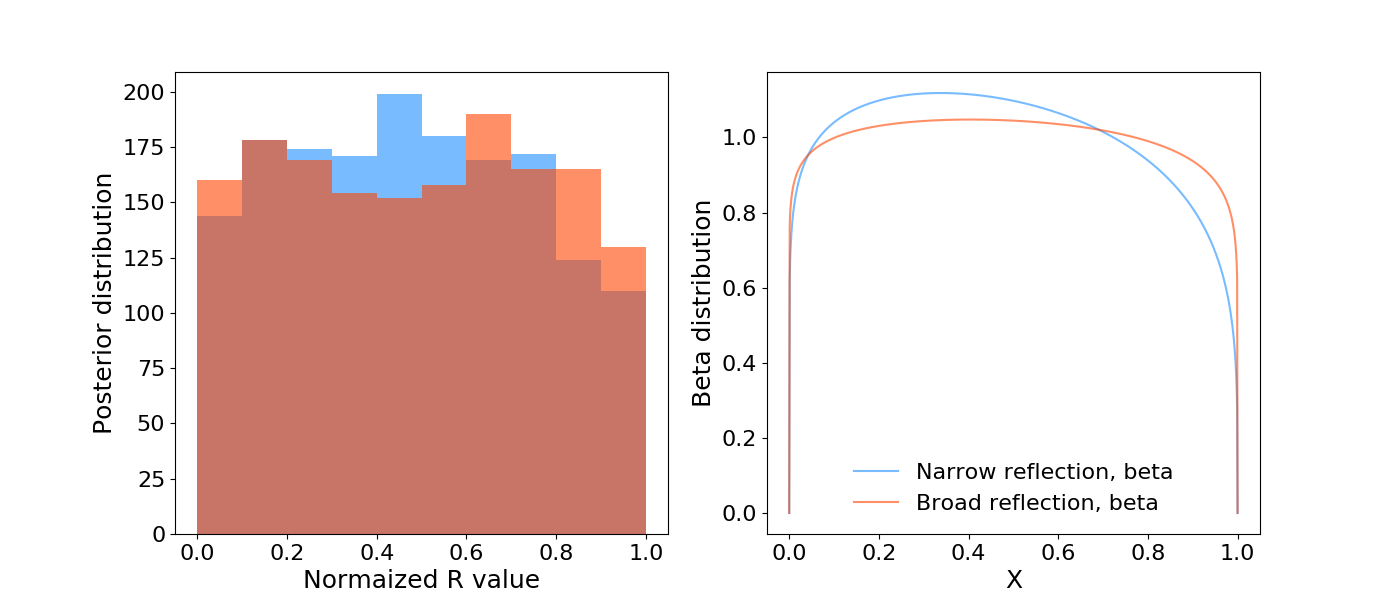 Posterior distribution
200
175
150
125
100
75
50
25
0
0.0 0.2 0.4 0.6 0.8 1.0
Normaized R value
Beta distribution
1.0
0.8
0.6
0.4
0.2
0.0
Narrow reflection, beta
Broad reflection, beta
0.0 0.2 0.4 0.6 0.8 1.0
X